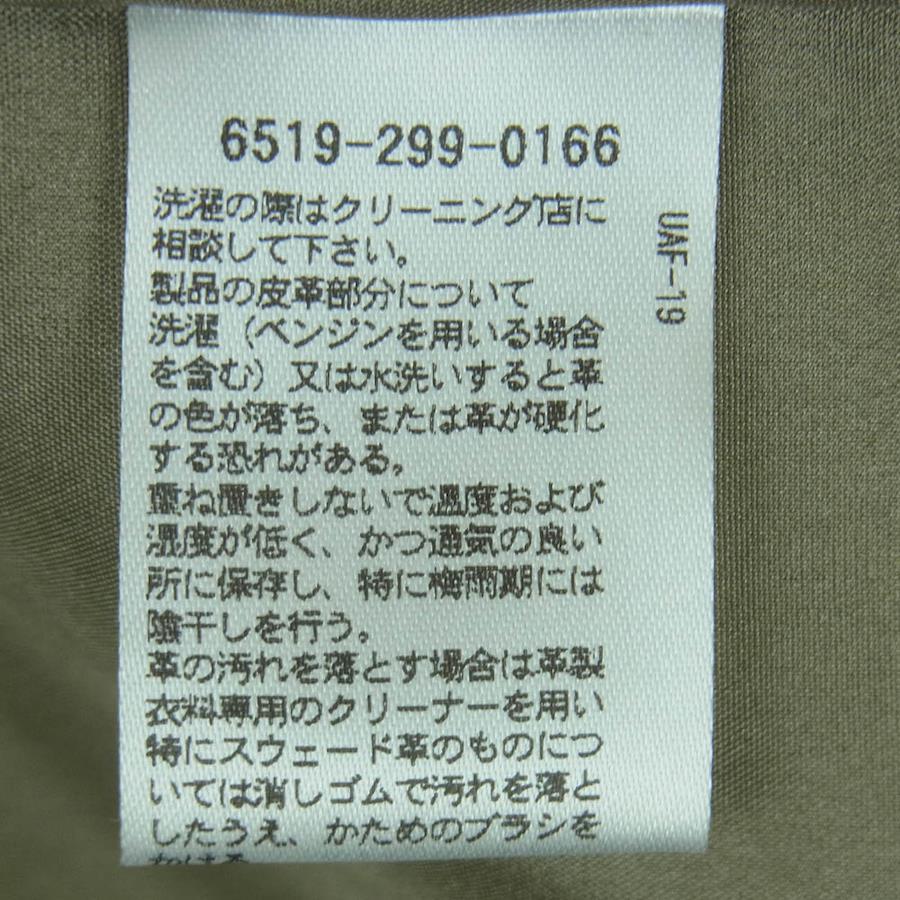 6519-299-0166
洗濯の際はクリーニング店に
相談して下さい。
製品の皮革部分について
洗濯(ベンジンを用いる場合
を含む)又は水洗いすると革
の色が落ち、または革が硬化
する恐れがある。
重ね置きしないで温度および
湿度が低く、かつ通気の良い
所に保存し、特に梅雨期には
陰干しを行う。
革の汚れを落とす場合は革製
衣料専用のクリーナーを用い
特にスウェード革のものにつ
いては消しゴムで汚れを落と
したうえ、かためのブラシを
UAF-19